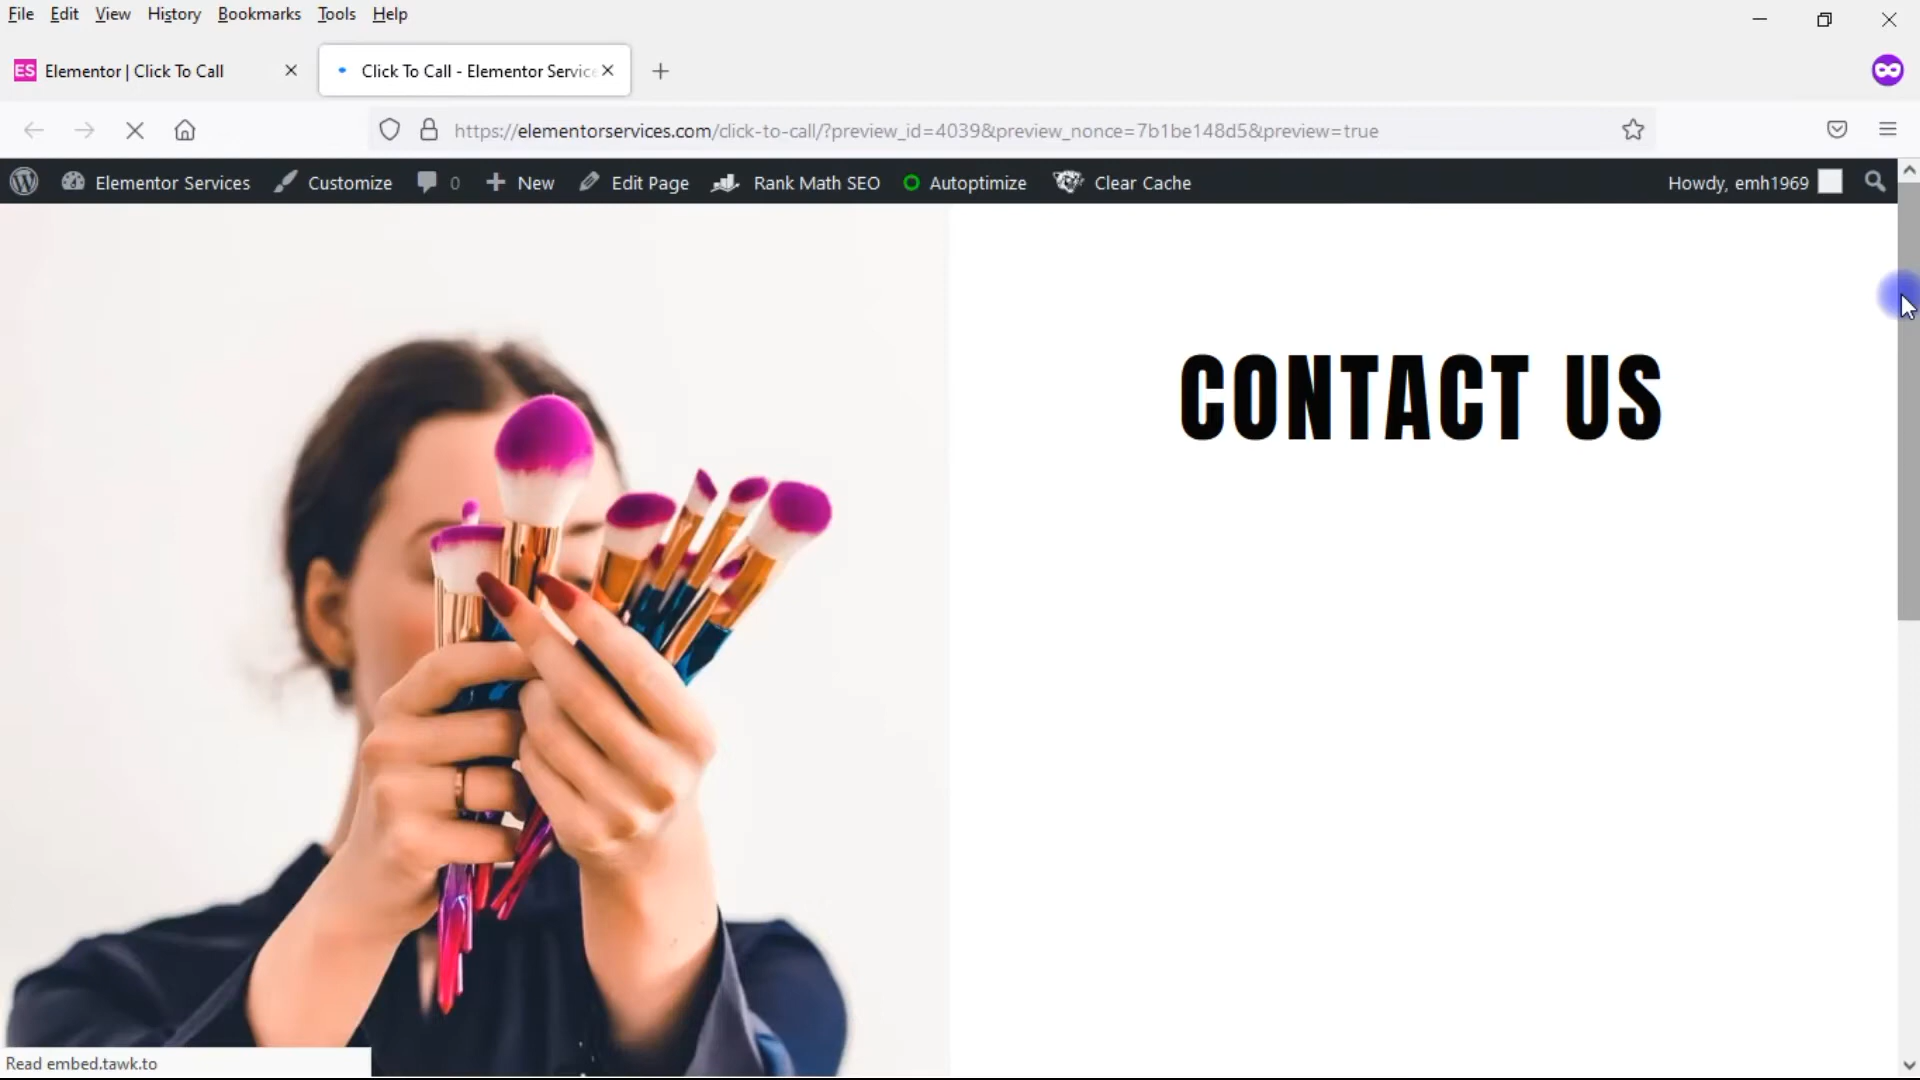 File Edit View History Bookmarks Tools Help
ES Elementor | Click To Call
Click To Call - Elementor Service
https://elementorservices.com/click-to-call/?preview_id=4039&preview_nonce=7b1be148d5&preview=true
Elementor Services Customize 0 New Edit Page Rank Math SEO Autoptimize Clear Cache Howdy, emh1969
CONTACT US
Read embed.tawk.to